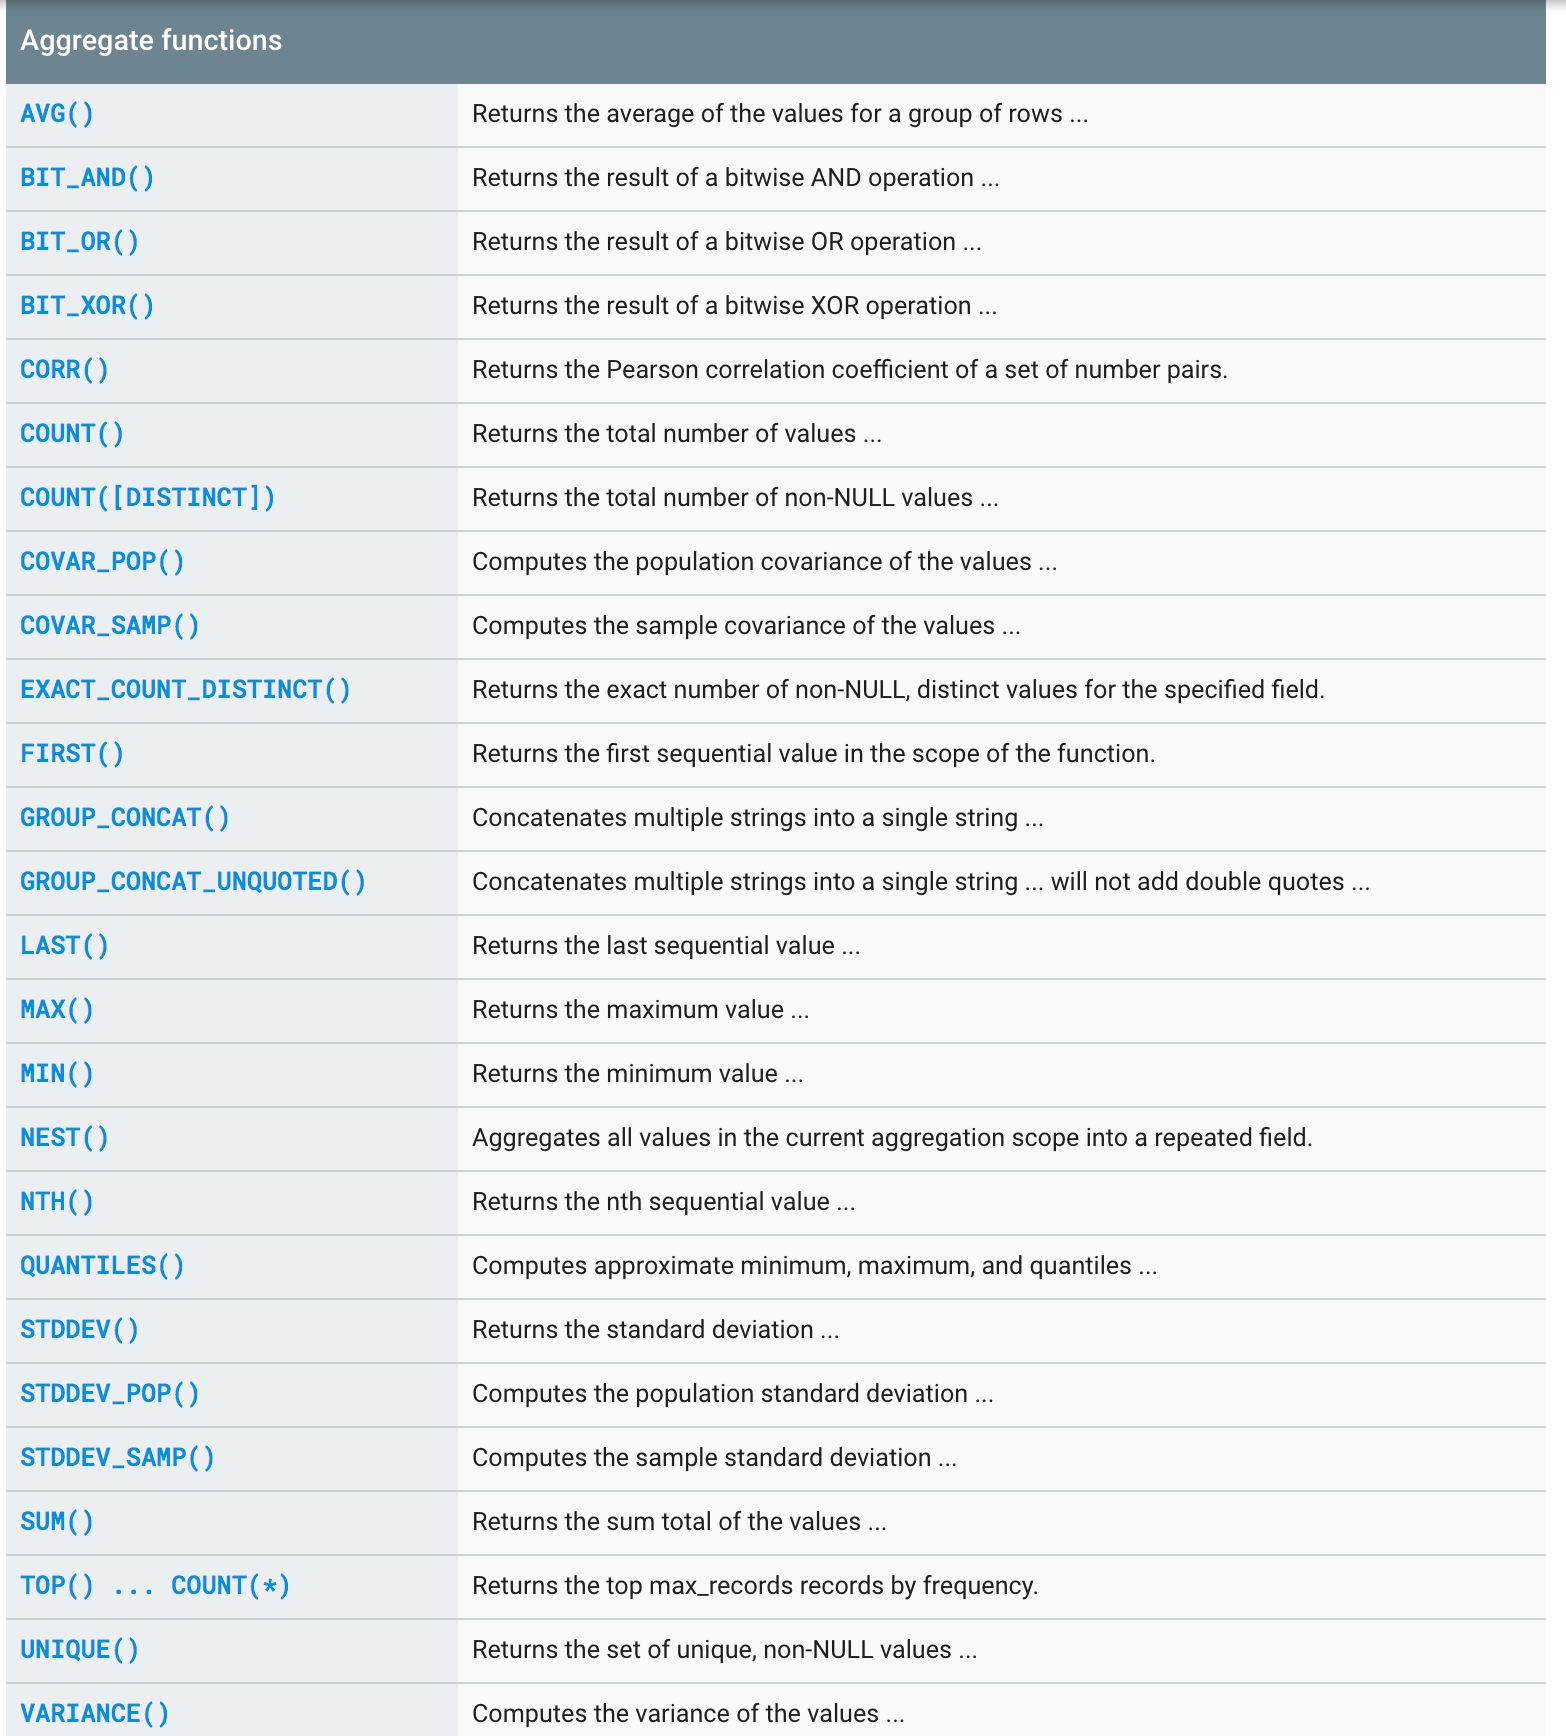 Aggregate functions
AVG() Returns the average of the values for a group of rows ...
BIT_AND() Returns the result of a bitwise AND operation ...
BIT_OR() Returns the result of a bitwise OR operation ...
BIT_XOR() Returns the result of a bitwise XOR operation ...
CORR() Returns the Pearson correlation coefficient of a set of number pairs.
COUNT() Returns the total number of values ...
COUNT([DISTINCT]) Returns the total number of non-NULL values ...
COVAR_POP() Computes the population covariance of the values ...
COVAR_SAMP() Computes the sample covariance of the values ...
EXACT_COUNT_DISTINCT() Returns the exact number of non-NULL, distinct values for the specified field.
FIRST() Returns the first sequential value in the scope of the function.
GROUP_CONCAT() Concatenates multiple strings into a single string ...
GROUP_CONCAT_UNQUOTED() Concatenates multiple strings into a single string ... will not add double quotes ...
LAST() Returns the last sequential value ...
MAX() Returns the maximum value ...
MIN() Returns the minimum value ...
NEST() Aggregates all values in the current aggregation scope into a repeated field.
NTH() Returns the nth sequential value ...
QUANTILES() Computes approximate minimum, maximum, and quantiles ...
STDDEV() Returns the standard deviation ...
STDDEV_POP() Computes the population standard deviation ...
STDDEV_SAMP() Computes the sample standard deviation ...
SUM() Returns the sum total of the values ...
TOP() ... COUNT(*) Returns the top max_records records by frequency.
UNIQUE() Returns the set of unique, non-NULL values ...
VARIANCE() Computes the variance of the values ...